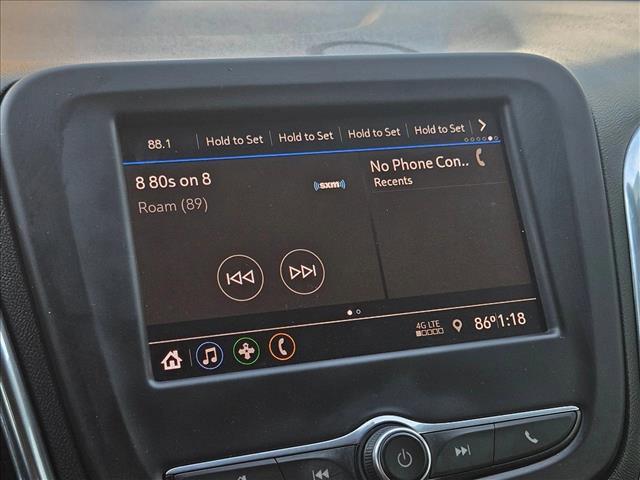 88.1 Hold to Set Hold to Set Hold to Set Hold to Set
8 80s on 8
Roam (89)
((sxm))
No Phone Con..
Recents
4G LTE
86° 1:18